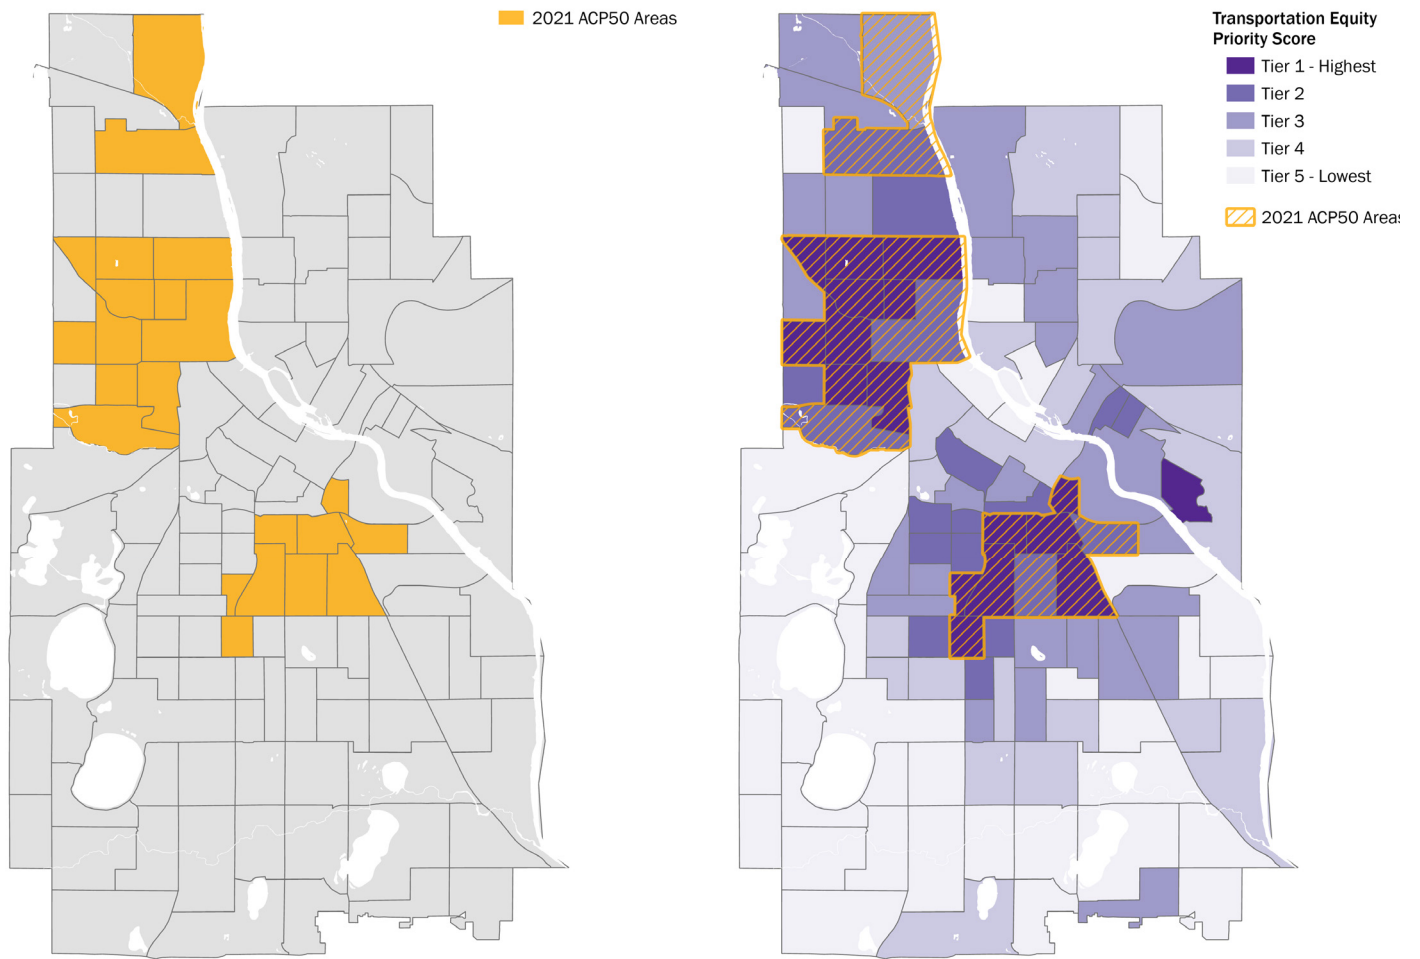 2021 ACP50 Areas
Transportation Equity
Priority Score
Tier 1 - Highest
Tier 2
Tier 3
Tier 4
Tier 5 - Lowest
2021 ACP50 Areas